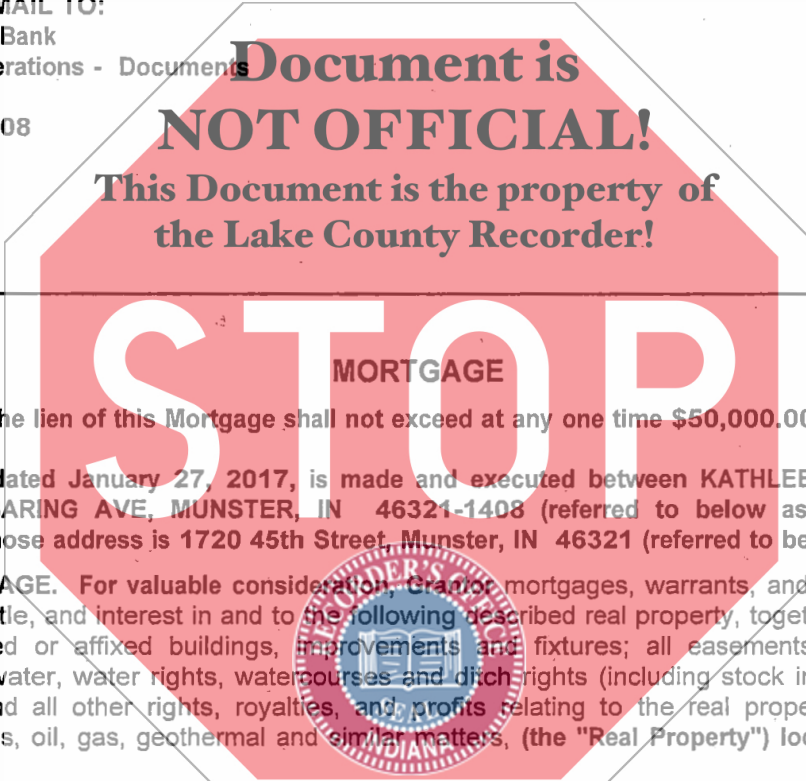 MAIL TO:
Bank
erations - Documents
Document is
08
NOT OFFICIAL!
This Document is the property of
the Lake County Recorder!
STOP
MORTGAGE
he lien of this Mortgage shall not exceed at any one time $50,000.00
dated January 27, 2017, is made and executed between KATHLEE
ARING AVE, MUNSTER, IN 46321-1408 (referred to below as
ose address is 1720 45th Street, Munster, IN 46321 (referred to be
AGE. For valuable consideration, Grantor mortgages, warrants, and
tle, and interest in and to the following described real property, toget
d or affixed buildings, improvements and fixtures; all easements
water, water rights, watercourses and ditch rights (including stock in
d all other rights, royalties, and profits relating to the real prope
s, oil, gas, geothermal and similar matters, (the "Real Property") loc
RECORDER'S OFFICE
INDIANA